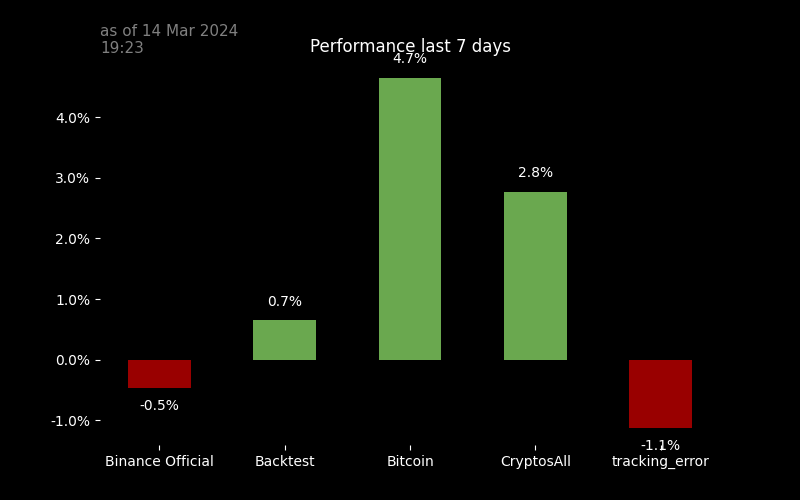 as of 14 Mar 2024
19:23
Performance last 7 days
4.7%
4.0%
3.0%
2.8%
2.0%
1.0%
0.7%
0.0%
-0.5%
-1.0%
-1.1%
Binance Official
Backtest
Bitcoin
CryptosAll
tracking_error